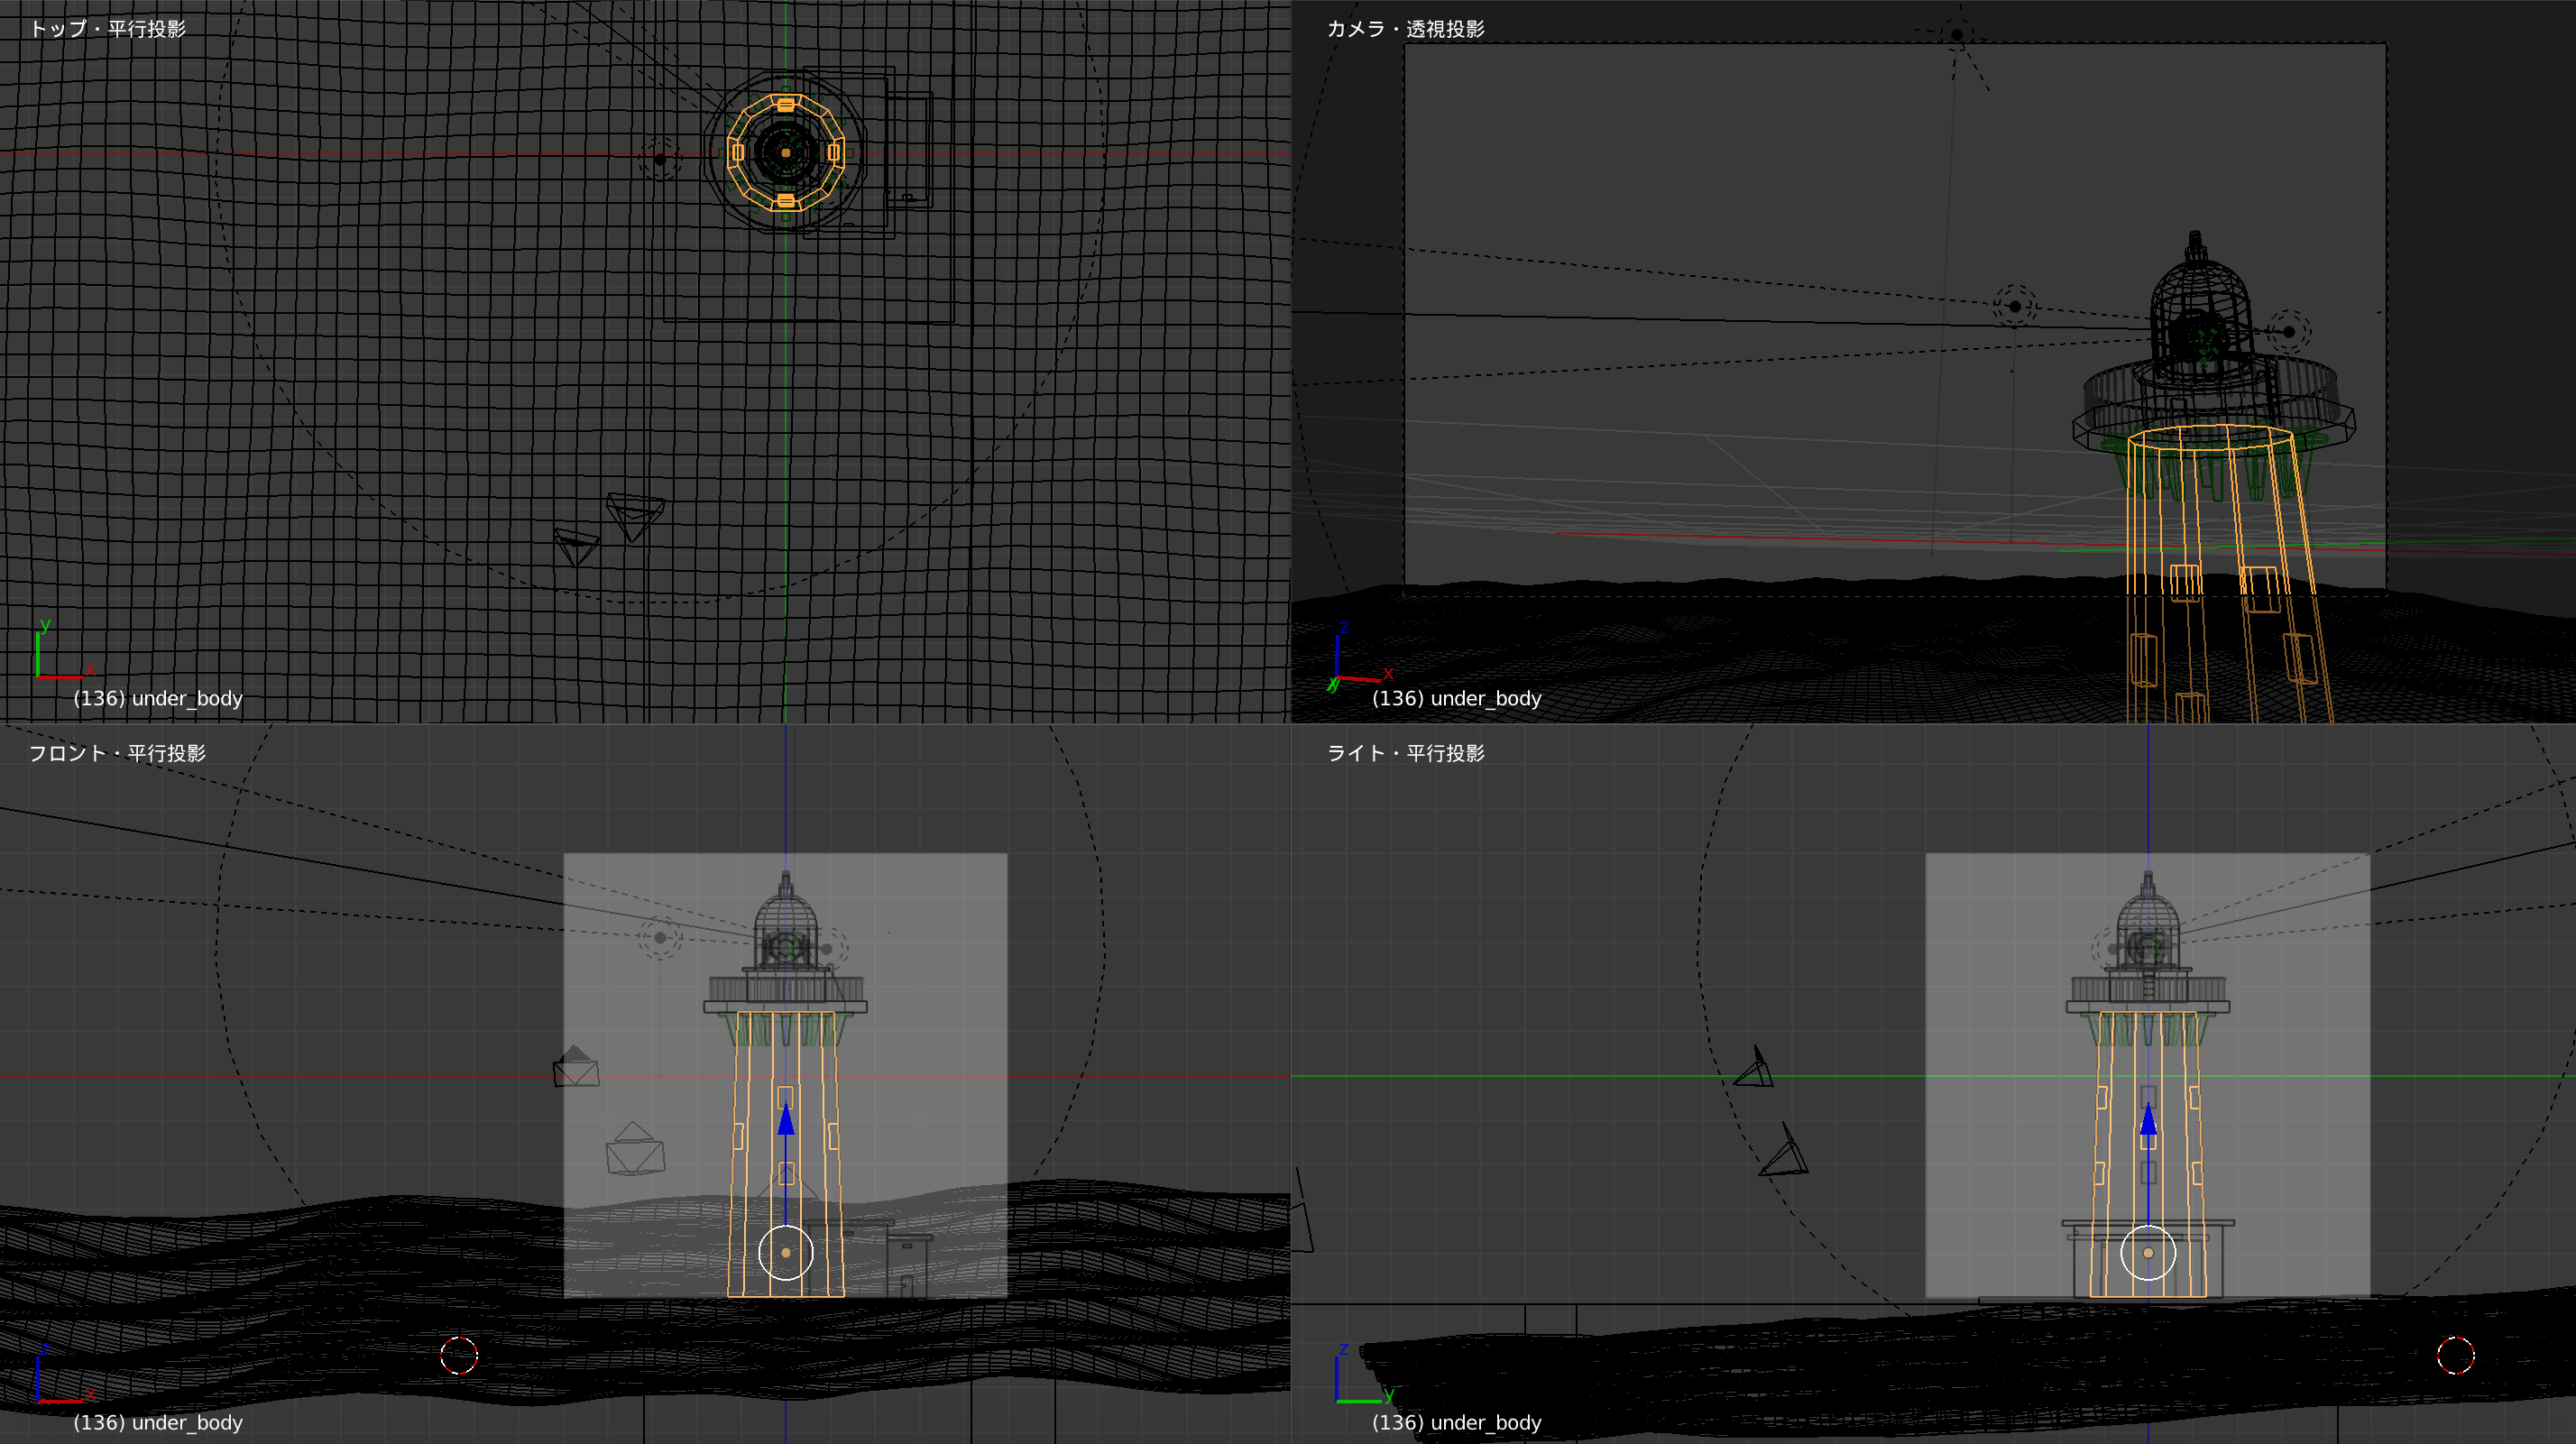 トップ・平行投影
y
x
(136) under_body
カメラ・透視投影
z
x
y
(136) under_body
フロント・平行投影
z
x
(136) under_body
ライト・平行投影
z
y
(136) under_body